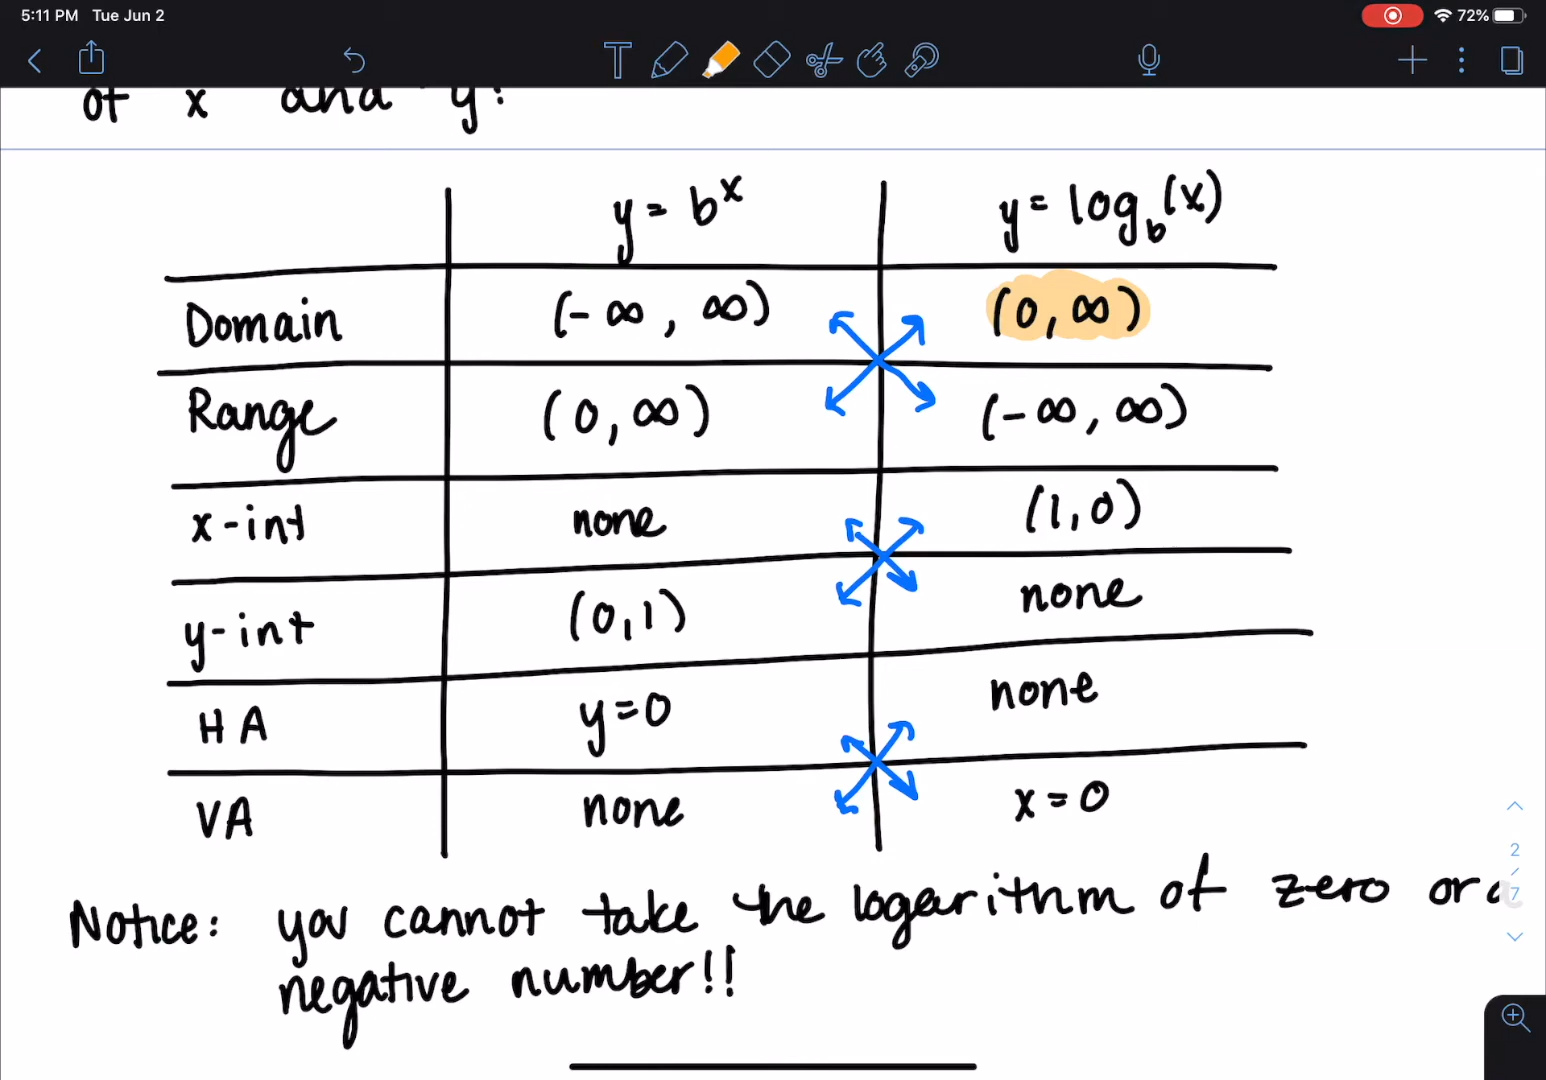 5:11 PM Tue Jun 2
72%
T
of x and y:
y = b^x y = log_b(x)
Domain (-∞, ∞) (0, ∞)
Range (0, ∞) (-∞, ∞)
x-int none (1,0)
y-int (0,1) none
HA y=0 none
VA none x=0
2
/
7
Notice: you cannot take the logarithm of zero or a
negative number!!